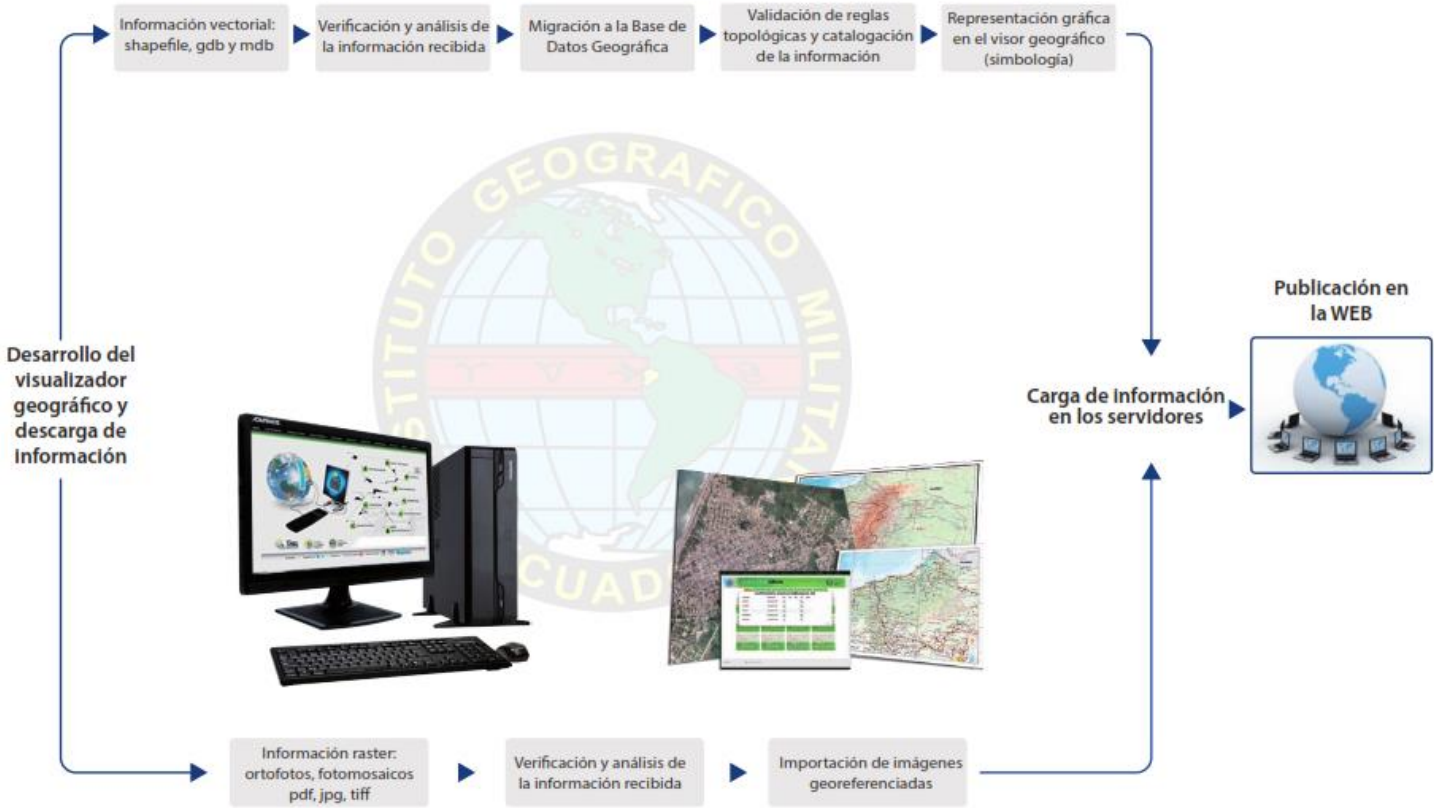 Información vectorial:
shapefile, gdb y mdb
Verificación y análisis de
la información recibida
Migración a la Base de
Datos Geográfica
Validación de reglas
topológicas y catalogación
de la información
Representación gráfica
en el visor geográfico
(simbología)
INSTITUTO GEOGRAFICO MILITAR
ECUADOR
Desarrollo del
visualizador
geográfico y
descarga de
información
Carga de información
en los servidores
Publicación en
la WEB
Información raster:
ortofotos, fotomosaicos
pdf, jpg, tiff
Verificación y análisis de
la información recibida
Importación de imágenes
georeferenciadas